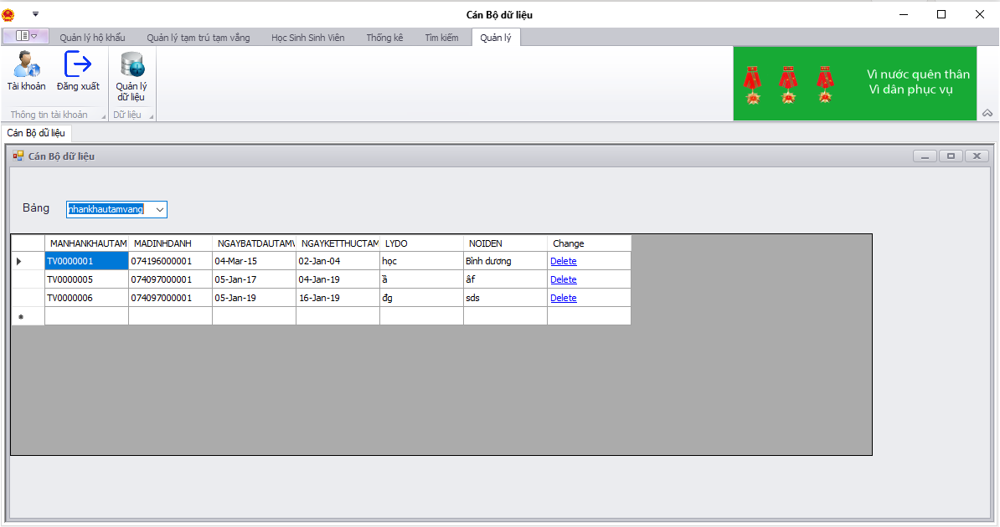 Cán Bộ dữ liệu
Quản lý hộ khẩu Quản lý tạm trú tạm vắng Học Sinh Sinh Viên Thống kê Tìm kiếm Quản lý
Tài khoản Đăng xuất Quản lý
dữ liệu
Thông tin tài khoản Dữ liệu
Vì nước quên thân
Vì dân phục vụ
Cán Bộ dữ liệu
Cán Bộ dữ liệu
Bảng nhankhautamvang
MANHANKHAUTAM MADINHDANH NGAYBATDAUTAMV NGAYKETTHUCTAM LYDO NOIDEN Change
TV0000001 074196000001 04-Mar-15 02-Jan-04 học Bình dương Delete
TV0000005 074097000001 05-Jan-17 04-Jan-19 ầ âf Delete
TV0000006 074097000001 05-Jan-19 16-Jan-19 đg sds Delete